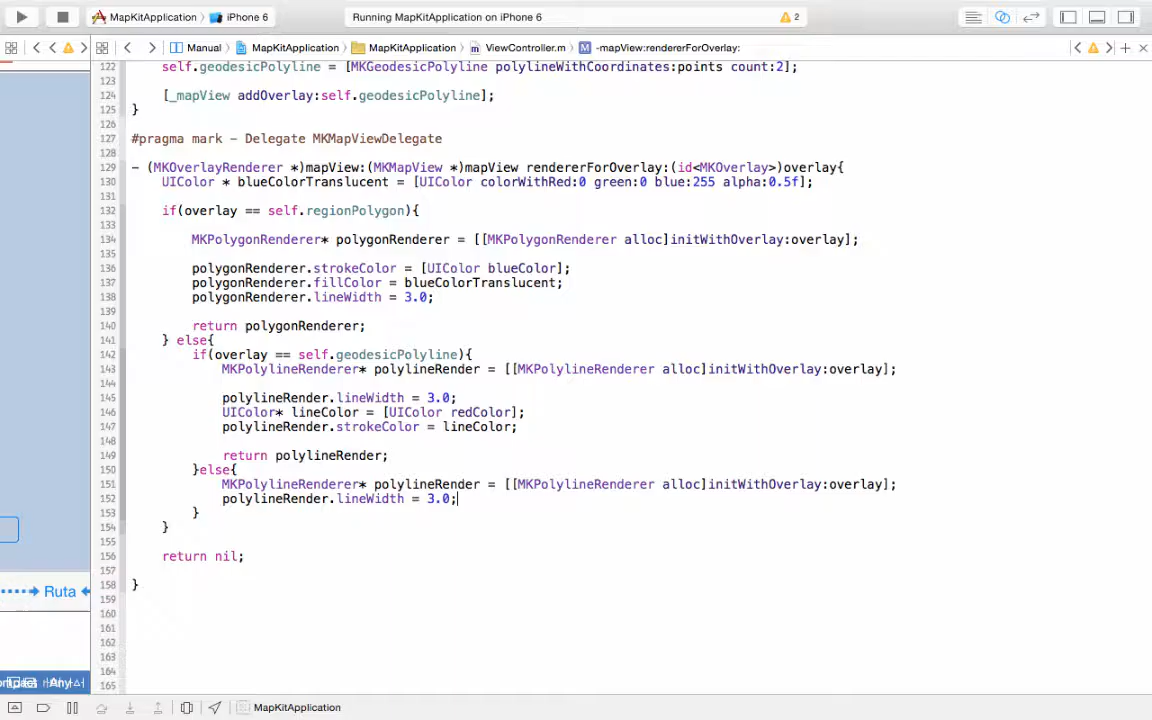 MapKitApplication iPhone 6 Running MapKitApplication on iPhone 6 2
Manual MapKitApplication MapKitApplication ViewController.m M -mapView:rendererForOverlay:
122 self.geodesicPolyline = [MKGeodesicPolyline polylineWithCoordinates:points count:2];
123
124 [_mapView addOverlay:self.geodesicPolyline];
125 }
126
127 #pragma mark - Delegate MKMapViewDelegate
128
129 - (MKOverlayRenderer *)mapView:(MKMapView *)mapView rendererForOverlay:(id<MKOverlay>)overlay{
130 UIColor * blueColorTranslucent = [UIColor colorWithRed:0 green:0 blue:255 alpha:0.5f];
131
132 if(overlay == self.regionPolygon){
133
134 MKPolygonRenderer* polygonRenderer = [[MKPolygonRenderer alloc]initWithOverlay:overlay];
135
136 polygonRenderer.strokeColor = [UIColor blueColor];
137 polygonRenderer.fillColor = blueColorTranslucent;
138 polygonRenderer.lineWidth = 3.0;
139
140 return polygonRenderer;
141 } else{
142 if(overlay == self.geodesicPolyline){
143 MKPolylineRenderer* polylineRender = [[MKPolylineRenderer alloc]initWithOverlay:overlay];
144
145 polylineRender.lineWidth = 3.0;
146 UIColor* lineColor = [UIColor redColor];
147 polylineRender.strokeColor = lineColor;
148
149 return polylineRender;
150 }else{
151 MKPolylineRenderer* polylineRender = [[MKPolylineRenderer alloc]initWithOverlay:overlay];
152 polylineRender.lineWidth = 3.0;
153 }
154 }
155
156 return nil;
157
158 }
159
160
161
162
163
164
165
Ruta
Any
MapKitApplication